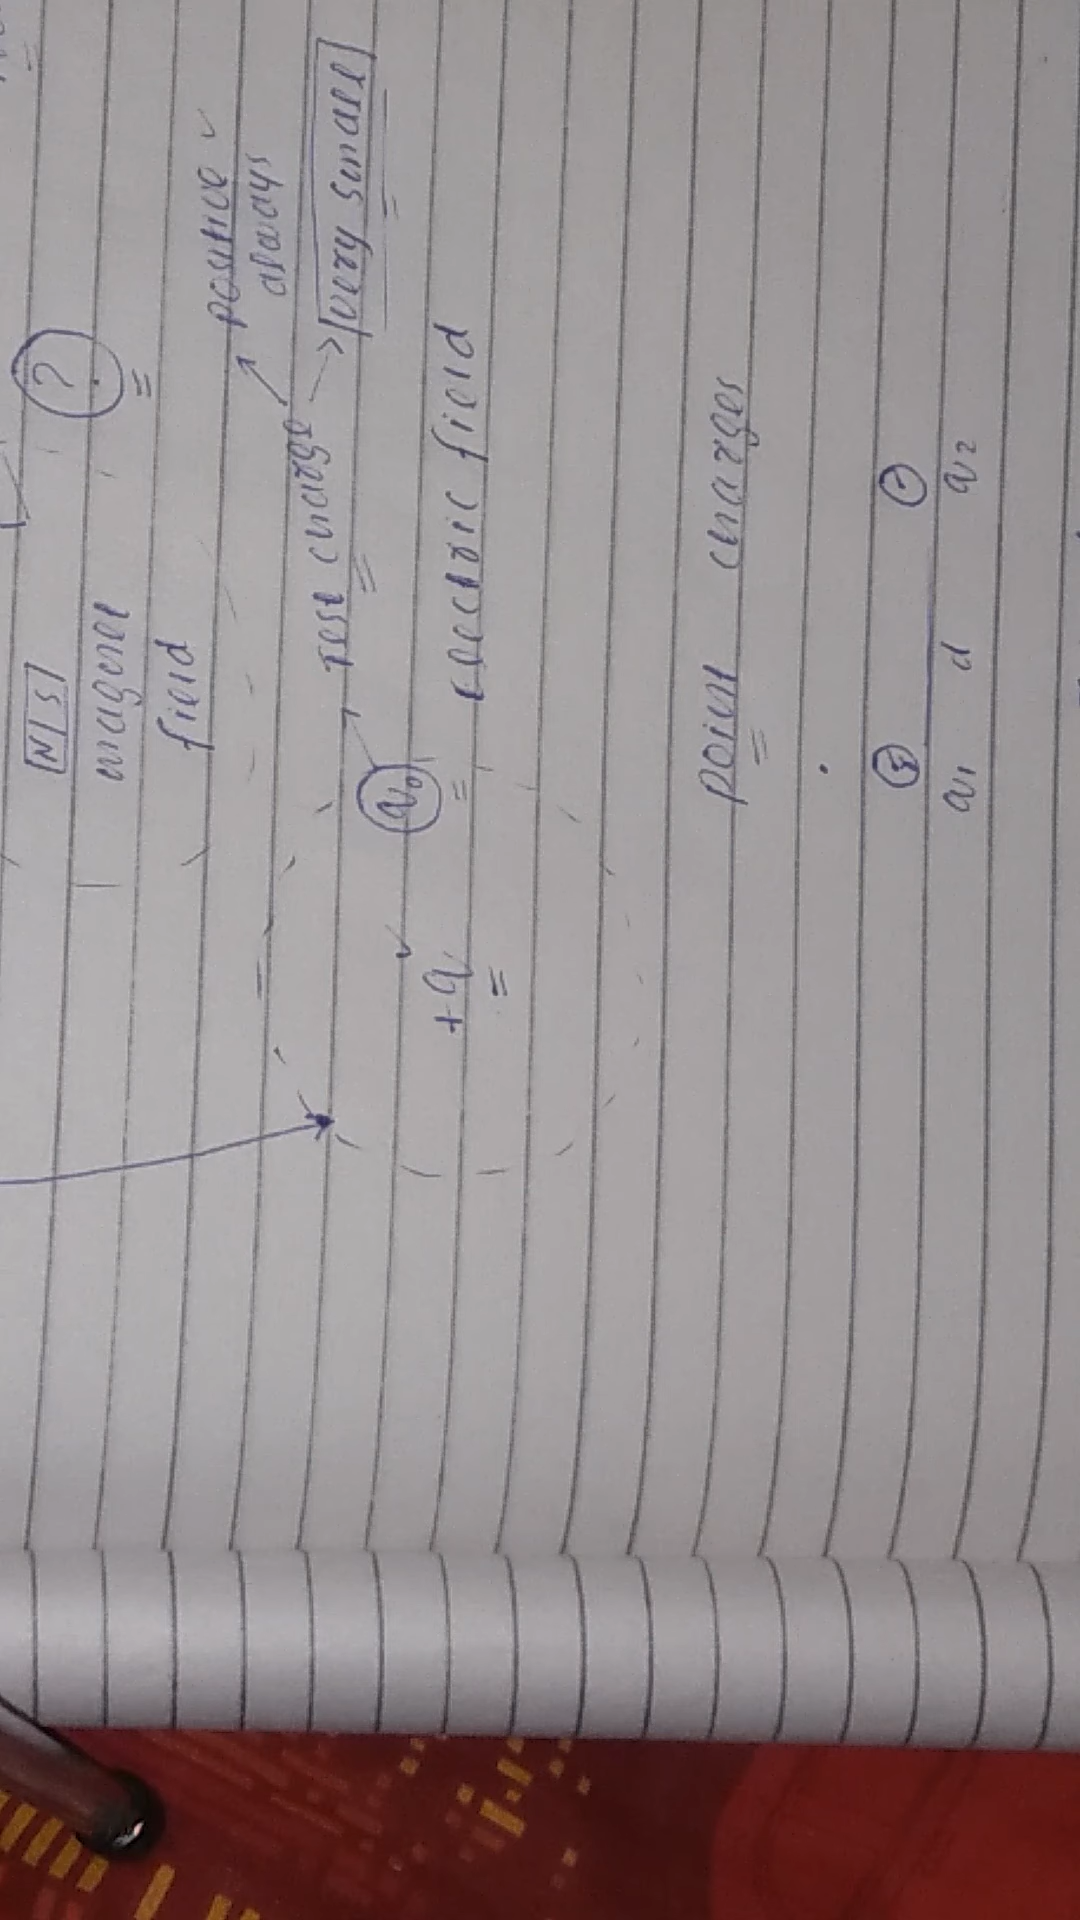 N S
?
magnet
field
positive
always
test charge
very small
q₀
electric field
+q
point charges
q₁ d q₂